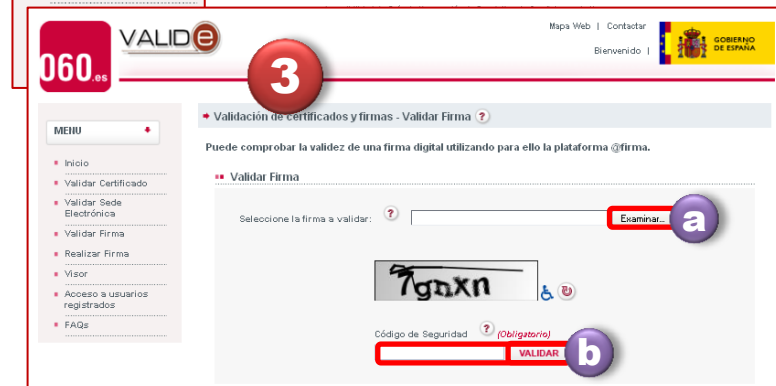 Mapa Web | Contactar
VALIDe
Bienvenido |
GOBIERNO
DE ESPAÑA
060.es
3
Validación de certificados y firmas - Validar Firma ?
MENU
Puede comprobar la validez de una firma digital utilizando para ello la plataforma @firma.
Inicio
Validar Certificado
Validar Sede
Electrónica
Validar Firma
Realizar Firma
Visor
Acceso a usuarios
registrados
FAQs
Validar Firma
Seleccione la firma a validar: ?
Examinar...
a
7gnxn
Código de Seguridad ? (Obligatorio)
VALIDAR
b